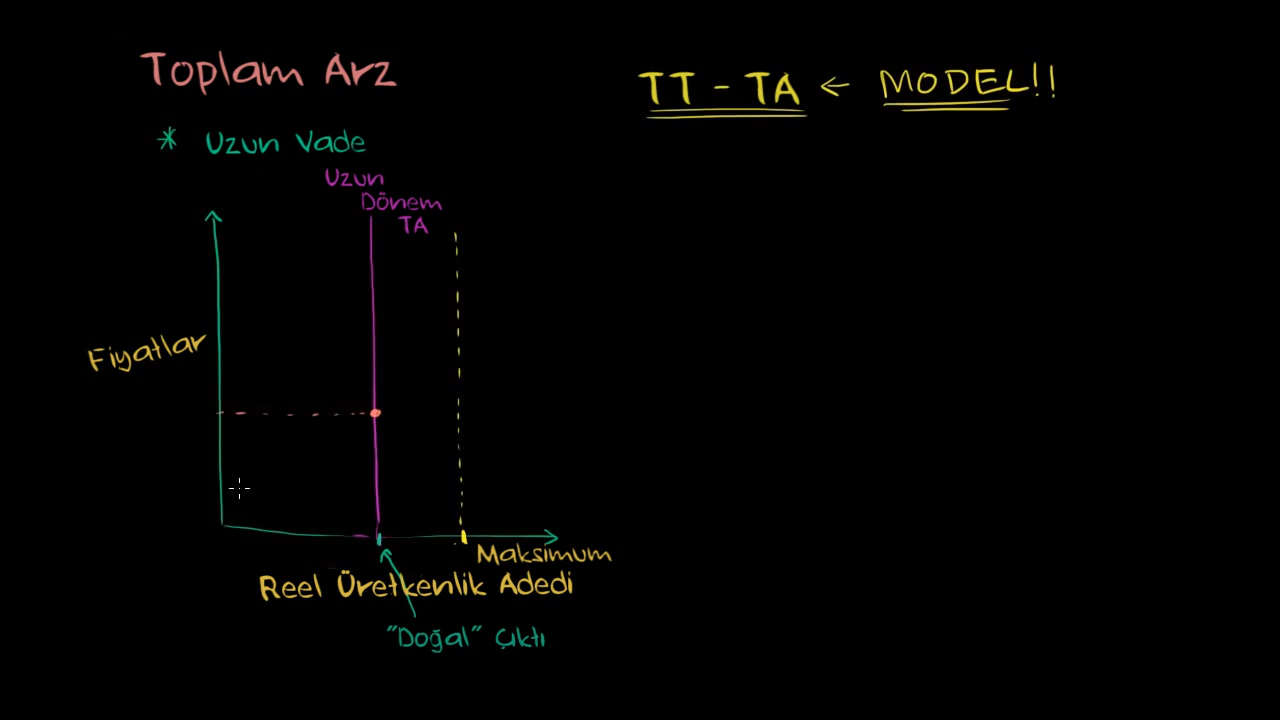 Toplam Arz
TT - TA ← MODEL!!
* Uzun Vade
Uzun
Dönem
TA
Fiyatlar
Maksimum
Reel Üretkenlik Adedi
"Doğal" Çıktı